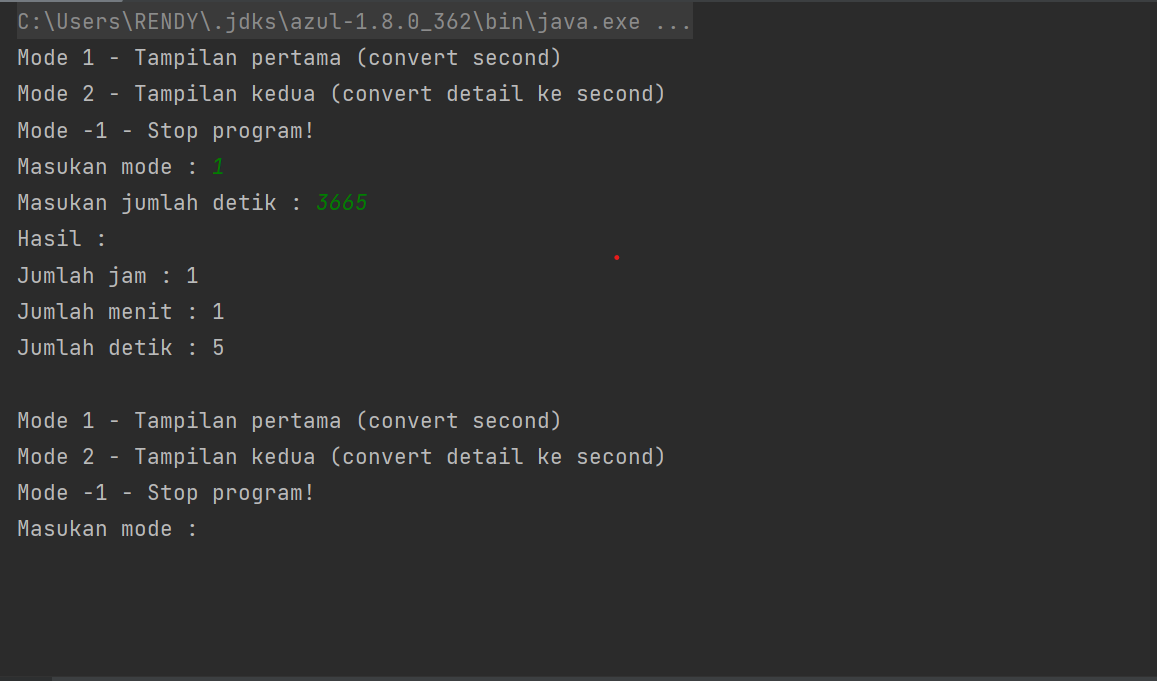 C:\Users\RENDY\.jdks\azul-1.8.0_362\bin\java.exe ...
Mode 1 - Tampilan pertama (convert second)
Mode 2 - Tampilan kedua (convert detail ke second)
Mode -1 - Stop program!
Masukan mode : 1
Masukan jumlah detik : 3665
Hasil :
Jumlah jam : 1
Jumlah menit : 1
Jumlah detik : 5
Mode 1 - Tampilan pertama (convert second)
Mode 2 - Tampilan kedua (convert detail ke second)
Mode -1 - Stop program!
Masukan mode :